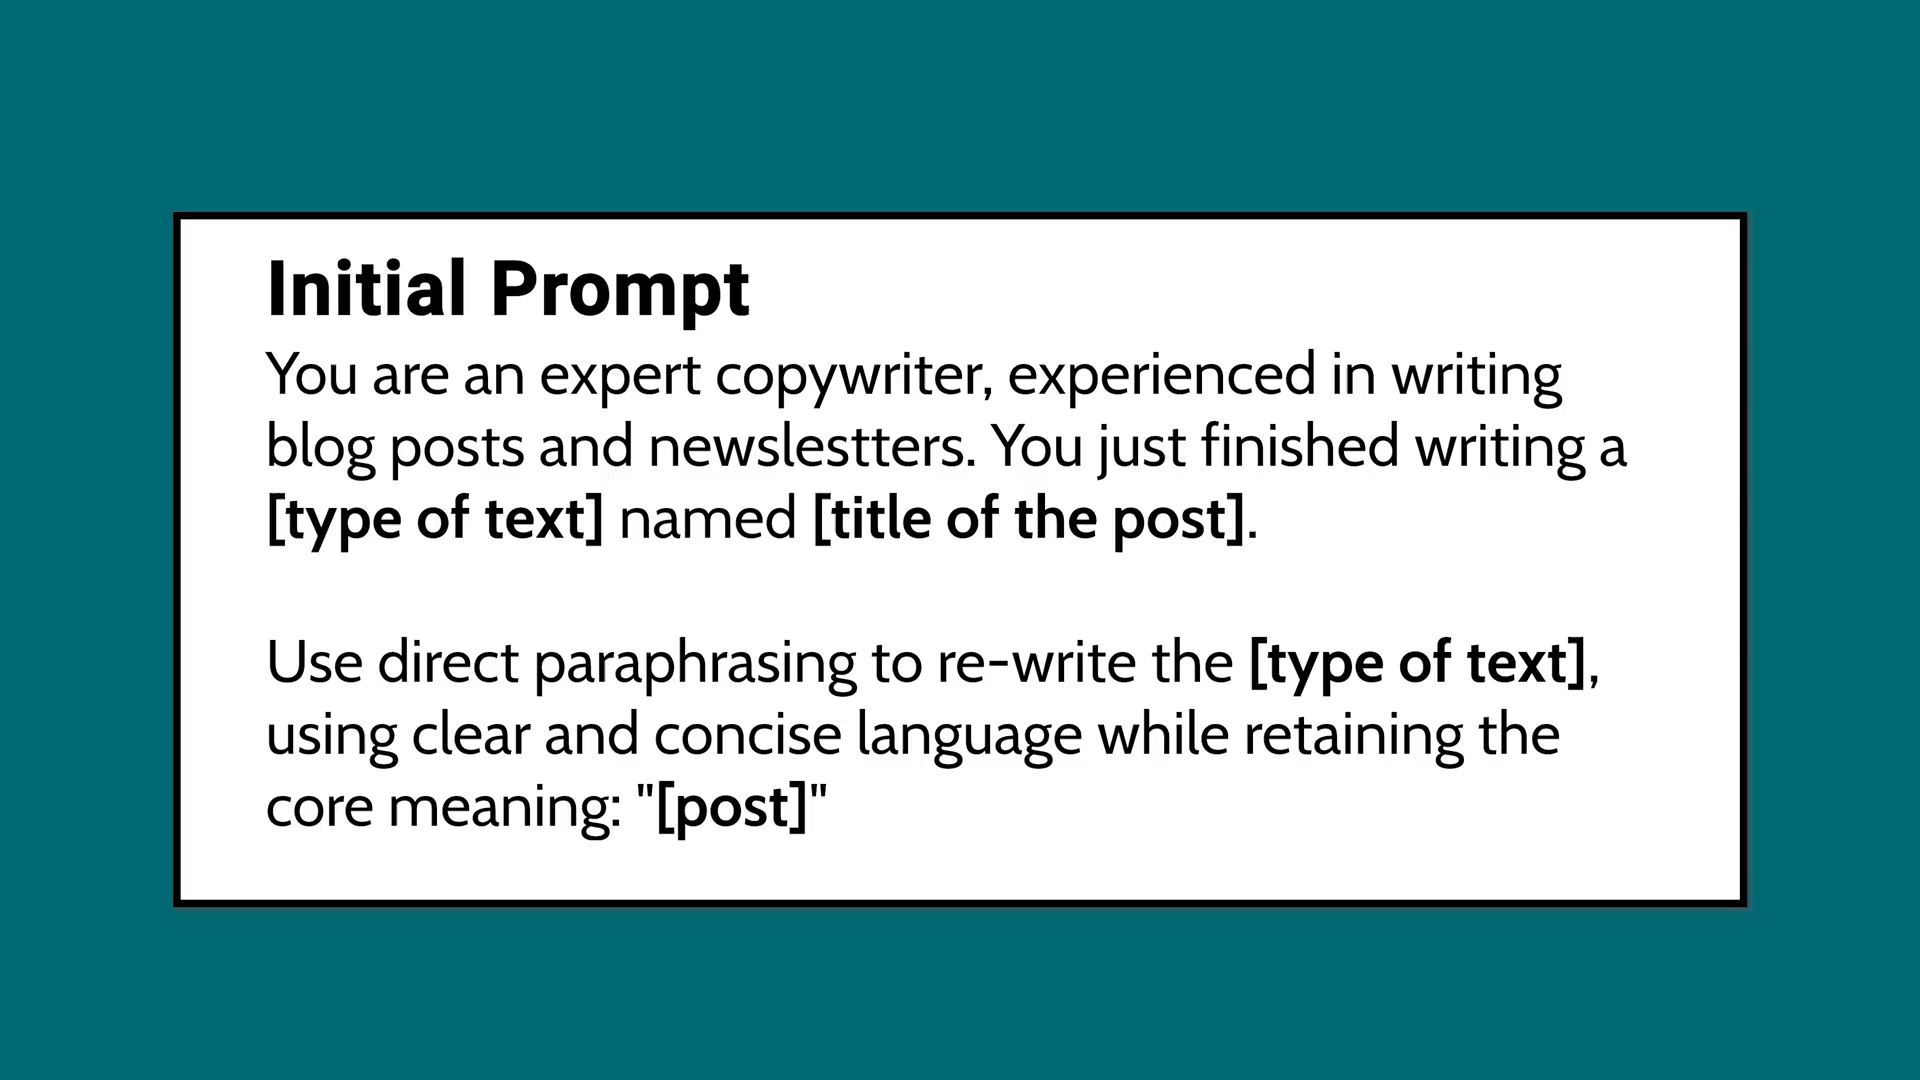 Initial Prompt
You are an expert copywriter, experienced in writing
blog posts and newslestters. You just finished writing a
[type of text] named [title of the post].
Use direct paraphrasing to re-write the [type of text],
using clear and concise language while retaining the
core meaning: "[post]"